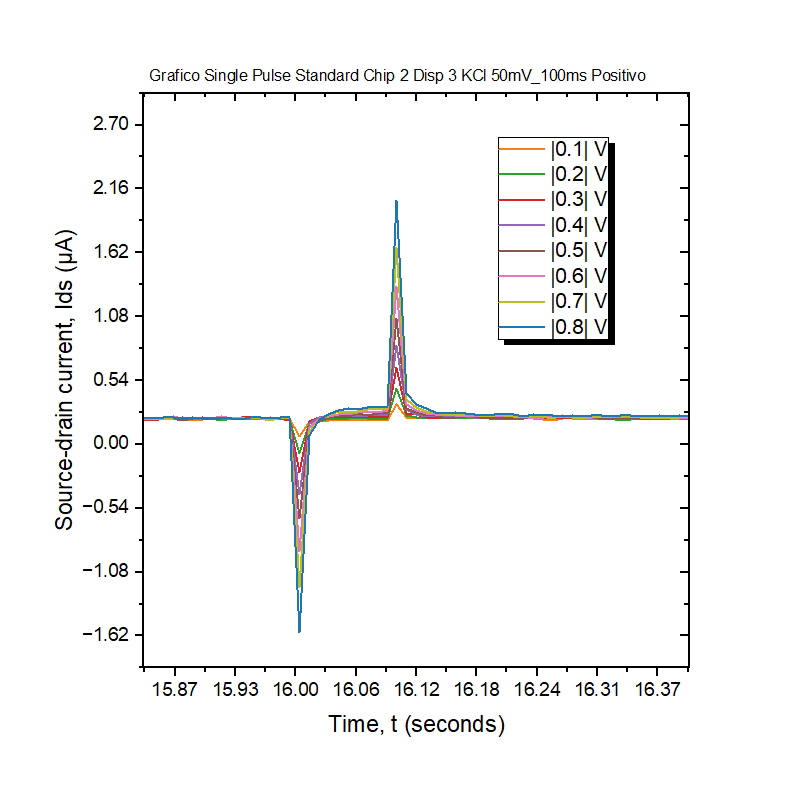 Grafico Single Pulse Standard Chip 2 Disp 3 KCl 50mV_100ms Positivo
2.70
2.16
1.62
1.08
0.54
0.00
−0.54
−1.08
−1.62
Source-drain current, Ids (μA)
|0.1| V
|0.2| V
|0.3| V
|0.4| V
|0.5| V
|0.6| V
|0.7| V
|0.8| V
15.87 15.93 16.00 16.06 16.12 16.18 16.24 16.31 16.37
Time, t (seconds)